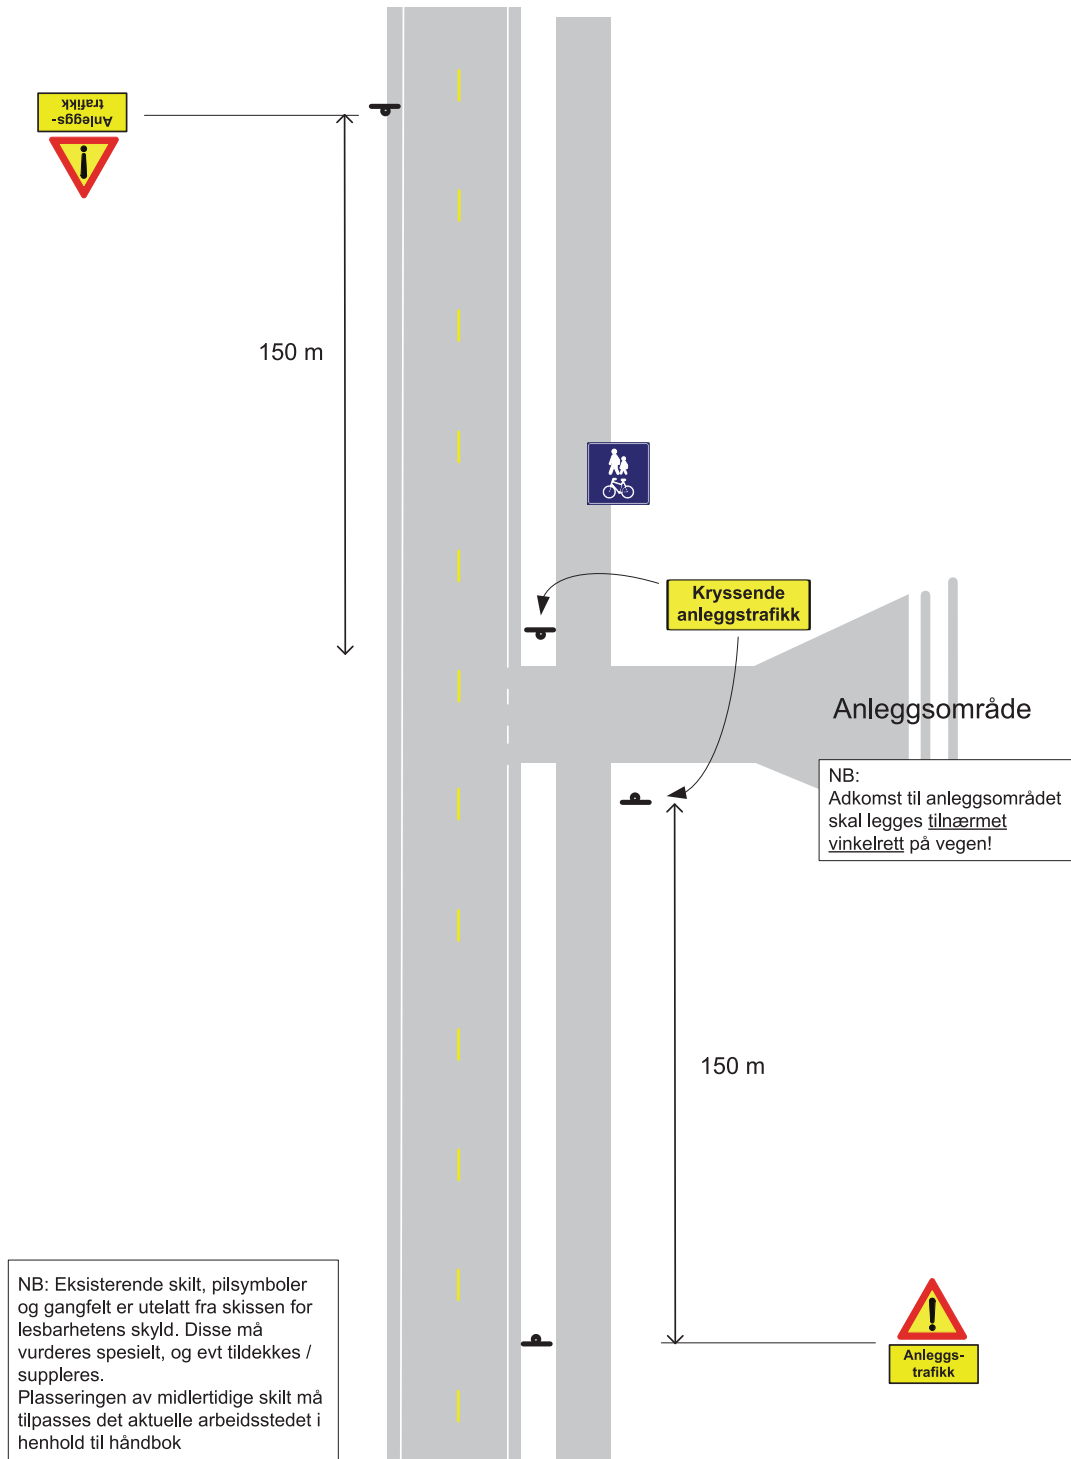 Anleggs-
trafikk
150 m
Kryssende
anleggstrafikk
Anleggsområde
NB:
Adkomst til anleggsområdet
skal legges tilnærmet
vinkelrett på vegen!
150 m
NB: Eksisterende skilt, pilsymboler
og gangfelt er utelatt fra skissen for
lesbarhetens skyld. Disse må
vurderes spesielt, og evt tildekkes /
suppleres.
Plasseringen av midlertidige skilt må
tilpasses det aktuelle arbeidsstedet i
henhold til håndbok
Anleggs-
trafikk